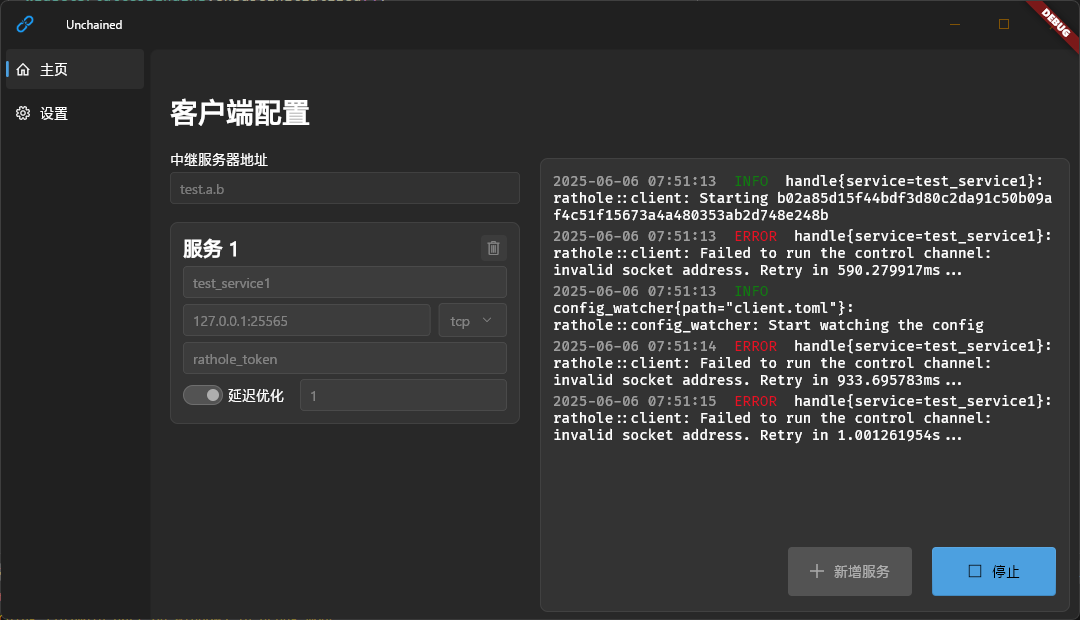 Unchained
DEBUG
主页
设置
客户端配置
中继服务器地址
test.a.b
服务 1
test_service1
127.0.0.1:25565
tcp
rathole_token
延迟优化
1
2025-06-06 07:51:13 INFO handle{service=test_service1}:
rathole::client: Starting b02a85d15f44bdf3d80c2da91c50b09a
f4c51f15673a4a480353ab2d748e248b
2025-06-06 07:51:13 ERROR handle{service=test_service1}:
rathole::client: Failed to run the control channel:
invalid socket address. Retry in 590.279917ms...
2025-06-06 07:51:13 INFO
config_watcher{path="client.toml"}:
rathole::config_watcher: Start watching the config
2025-06-06 07:51:14 ERROR handle{service=test_service1}:
rathole::client: Failed to run the control channel:
invalid socket address. Retry in 933.695783ms...
2025-06-06 07:51:15 ERROR handle{service=test_service1}:
rathole::client: Failed to run the control channel:
invalid socket address. Retry in 1.001261954s...
新增服务
停止